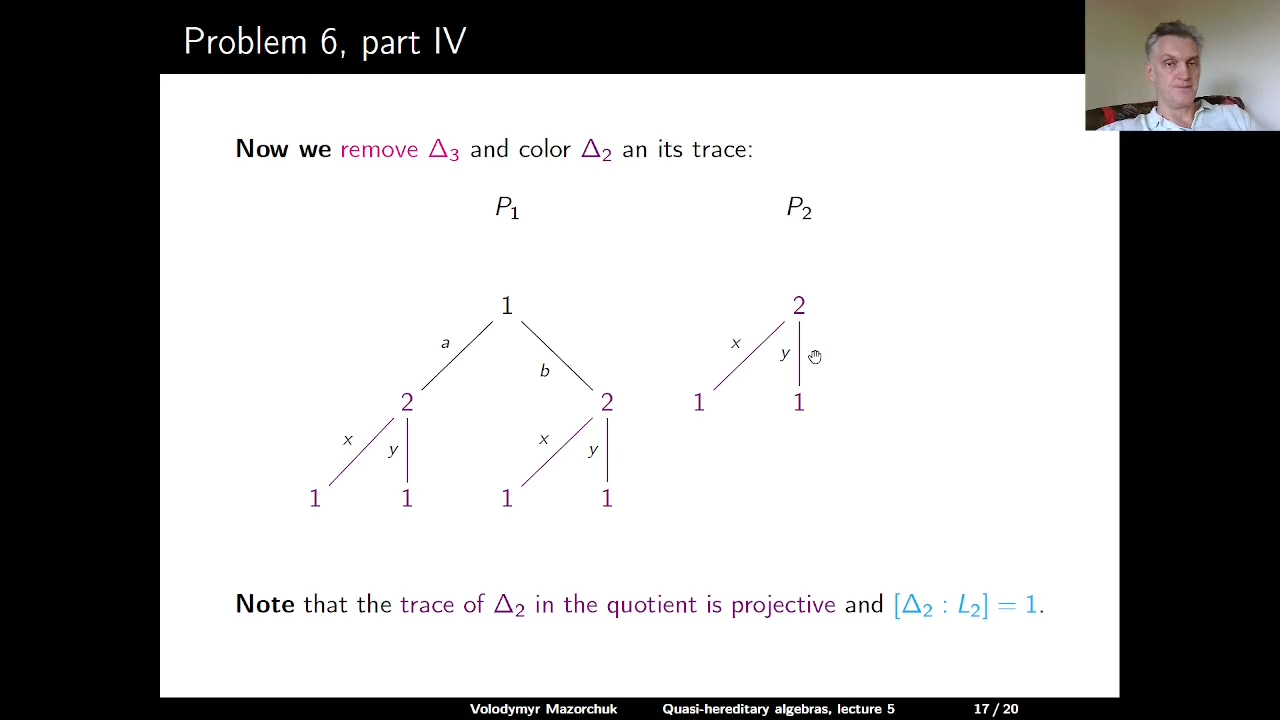 Problem 6, part IV
Now we remove Δ₃ and color Δ₂ an its trace:
P₁ P₂
1 2
a b x y
2 2 1 1
x y x y
1 1 1 1
Note that the trace of Δ₂ in the quotient is projective and [Δ₂ : L₂] = 1.
Volodymyr Mazorchuk Quasi-hereditary algebras, lecture 5 17 / 20